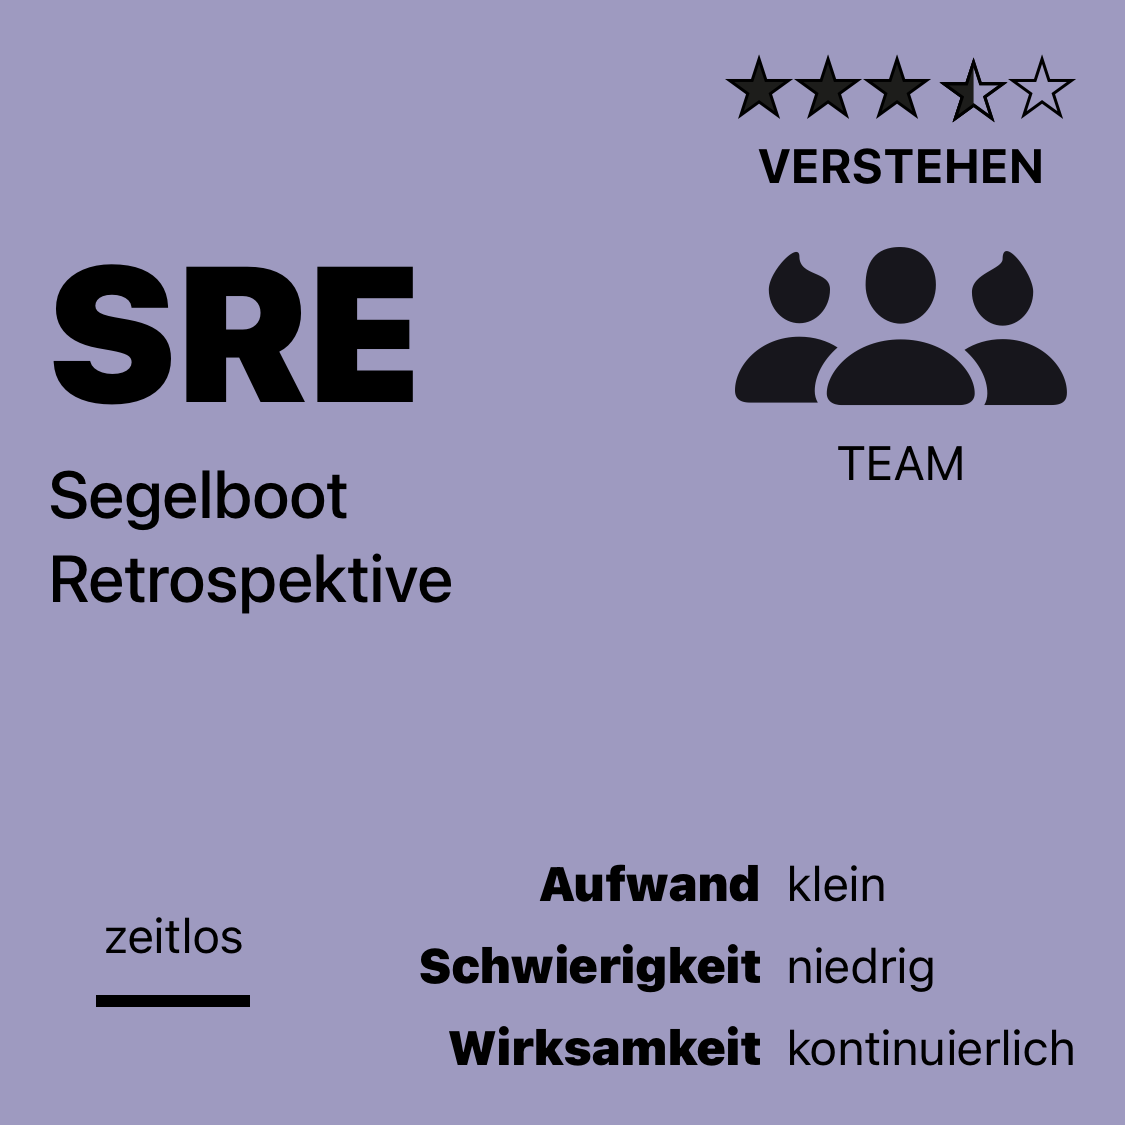 VERSTEHEN
SRE
TEAM
Segelboot
Retrospektive
zeitlos
Aufwand klein
Schwierigkeit niedrig
Wirksamkeit kontinuierlich